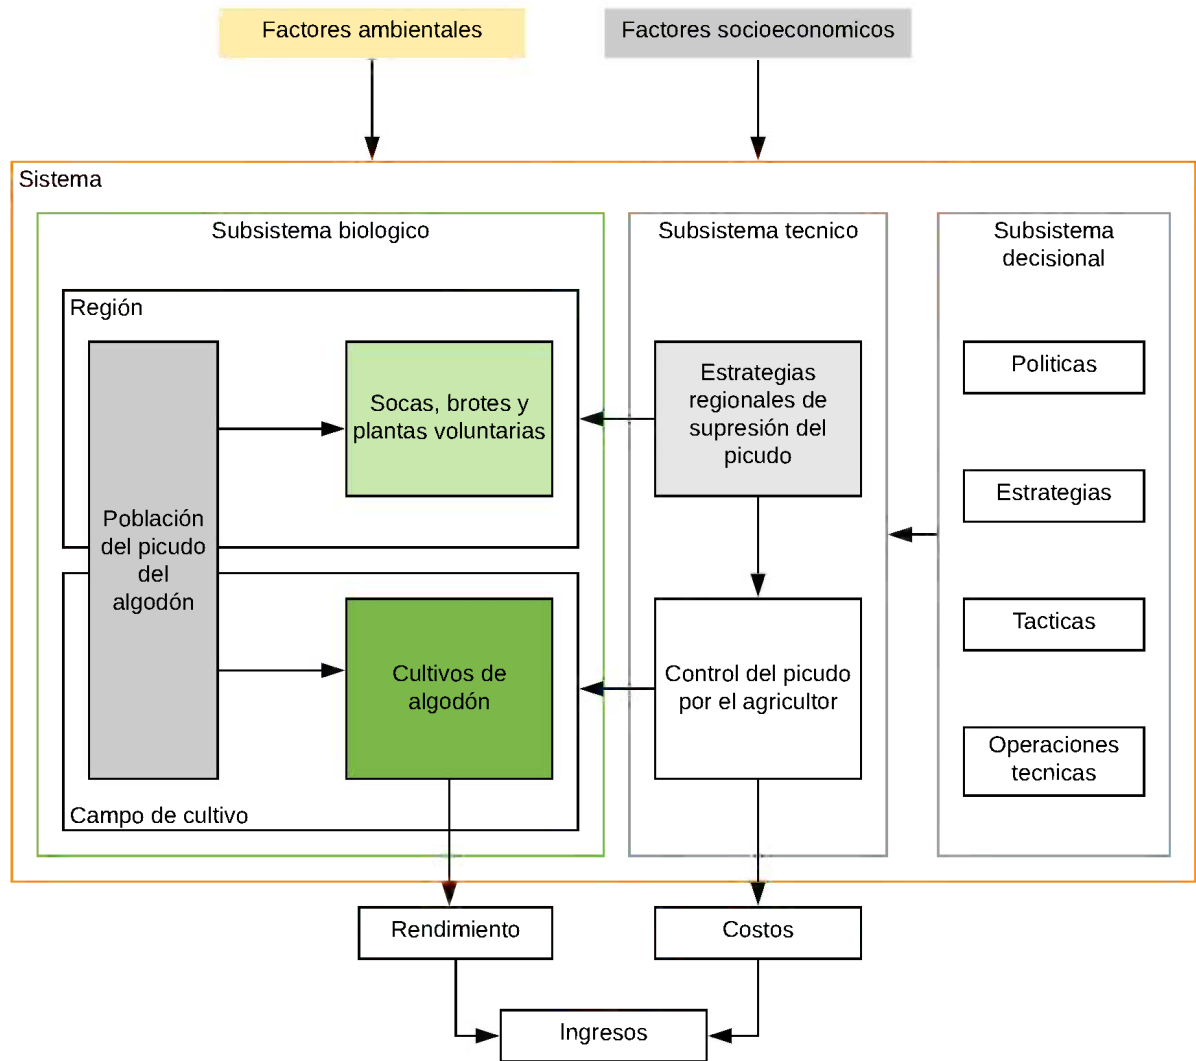 Factores ambientales
Factores socioeconomicos
Sistema
Subsistema biologico
Subsistema tecnico
Subsistema
decisional
Región
Población
del picudo
del
algodón
Socas, brotes y
plantas voluntarias
Estrategias
regionales de
supresión del
picudo
Politicas
Estrategias
Tacticas
Operaciones
tecnicas
Cultivos de
algodón
Control del picudo
por el agricultor
Campo de cultivo
Rendimiento
Costos
Ingresos